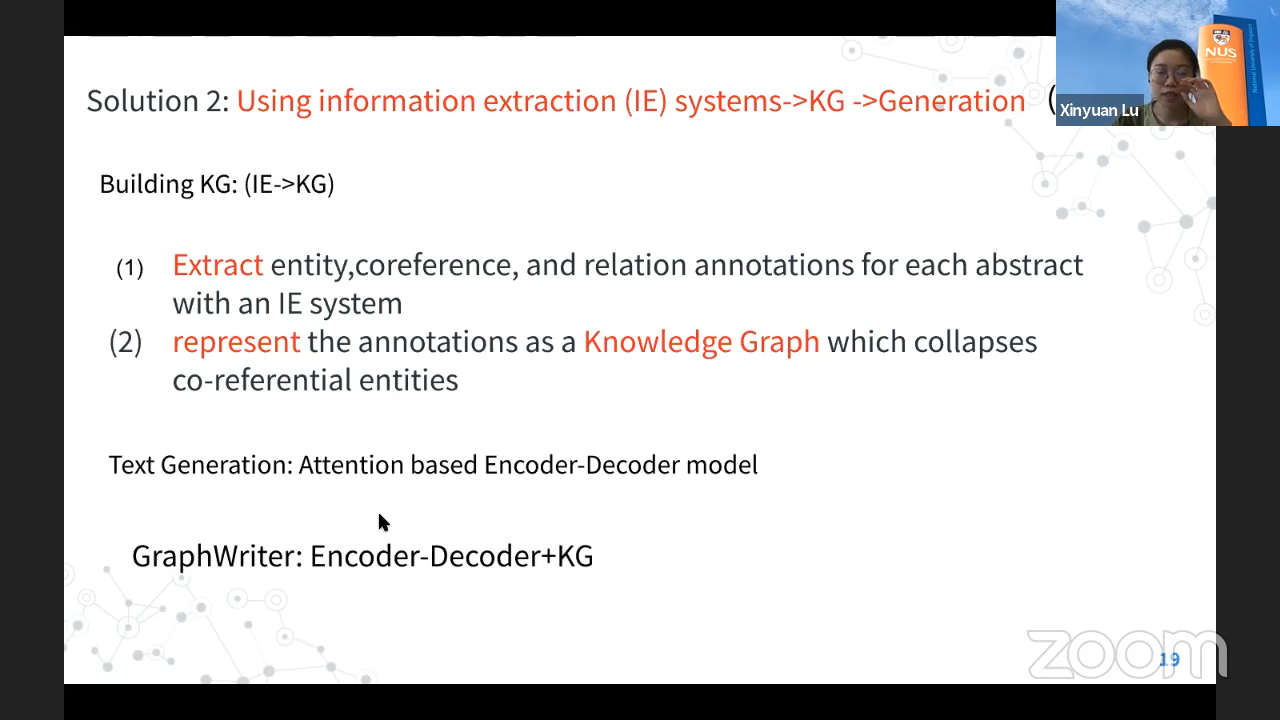 Solution 2: Using information extraction (IE) systems->KG ->Generation (
NUS
Xinyuan Lu
Building KG: (IE->KG)
(1) Extract entity,coreference, and relation annotations for each abstract
with an IE system
(2) represent the annotations as a Knowledge Graph which collapses
co-referential entities
Text Generation: Attention based Encoder-Decoder model
GraphWriter: Encoder-Decoder+KG
zoom
19